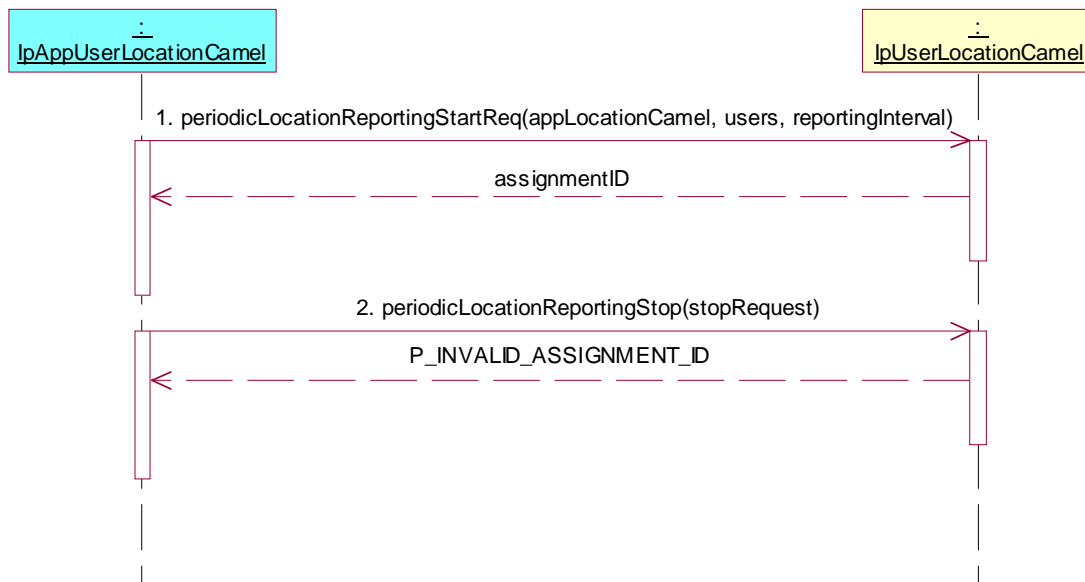 :
IpAppUserLocationCamel
:
IpUserLocationCamel
1. periodicLocationReportingStartReq(appLocationCamel, users, reportingInterval)
assignmentID
2. periodicLocationReportingStop(stopRequest)
P_INVALID_ASSIGNMENT_ID